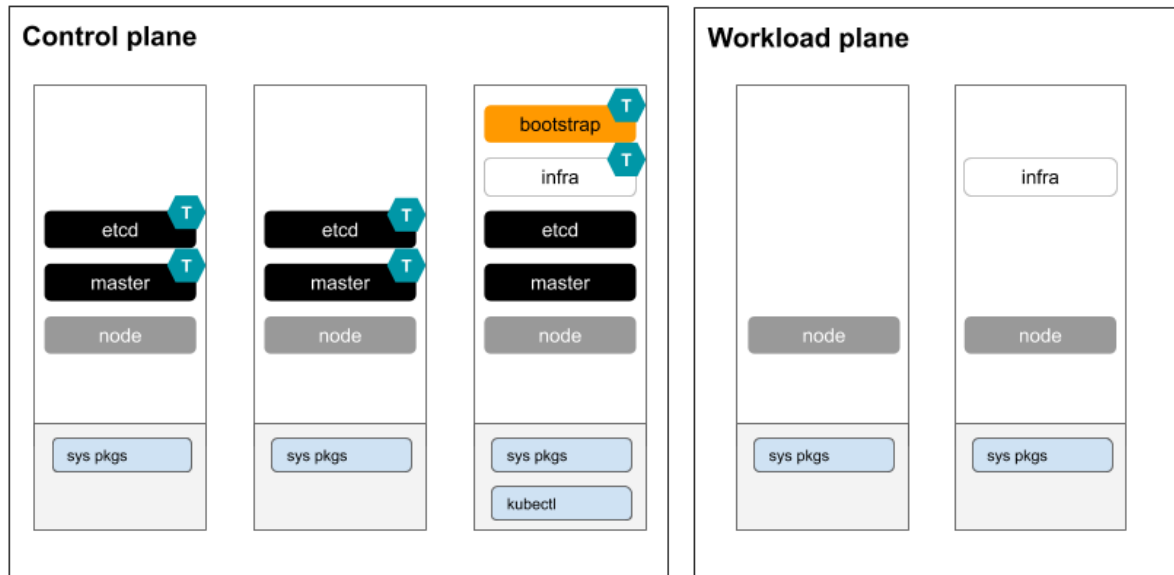 Control plane
T
etcd
T
master
node
sys pkgs
T
etcd
T
master
node
sys pkgs
T
bootstrap
T
infra
etcd
master
node
sys pkgs
kubectl
Workload plane
node
sys pkgs
infra
node
sys pkgs